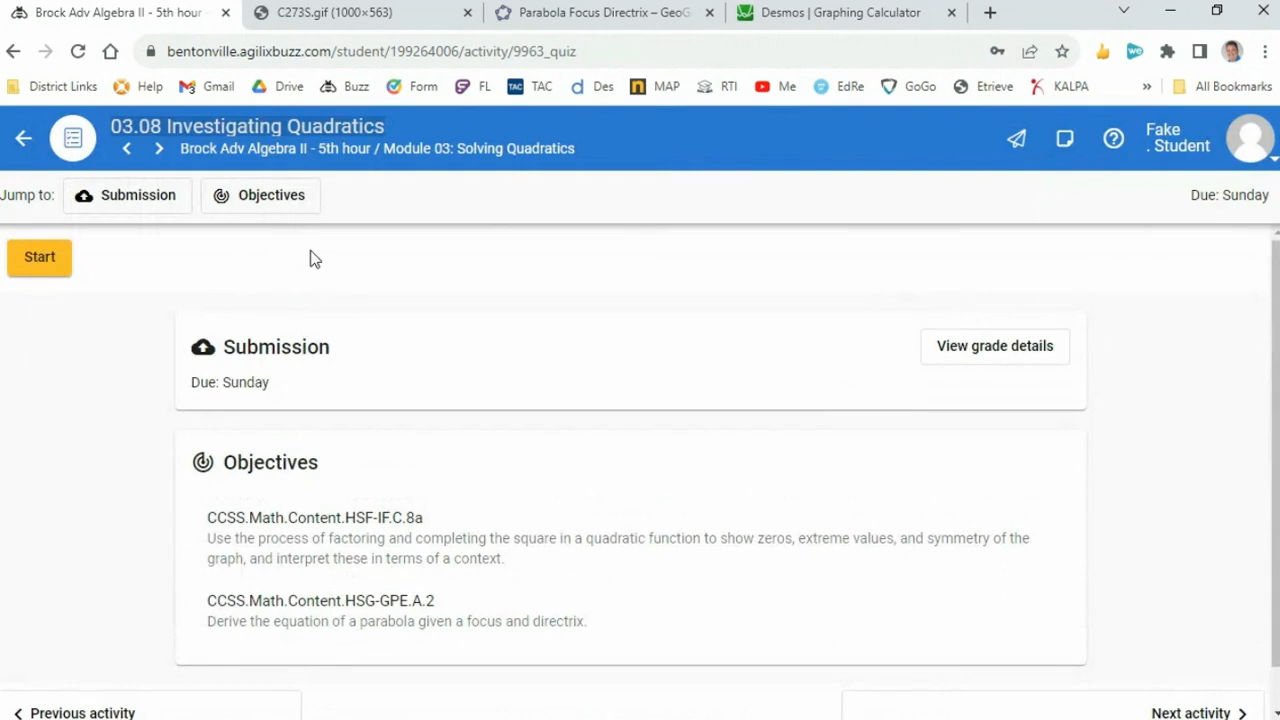 Brock Adv Algebra II - 5th hour
C273S.gif (1000×563)
Parabola Focus Directrix – GeoG
Desmos | Graphing Calculator
bentonville.agilixbuzz.com/student/199264006/activity/9963_quiz
District Links Help Gmail Drive Buzz Form FL TAC TAC Des MAP RTI Me EdRe GoGo Etrieve KALPA » All Bookmarks
03.08 Investigating Quadratics
Brock Adv Algebra II - 5th hour / Module 03: Solving Quadratics
Fake
. Student
Jump to: Submission Objectives Due: Sunday
Start
Submission View grade details
Due: Sunday
Objectives
CCSS.Math.Content.HSF-IF.C.8a
Use the process of factoring and completing the square in a quadratic function to show zeros, extreme values, and symmetry of the
graph, and interpret these in terms of a context.
CCSS.Math.Content.HSG-GPE.A.2
Derive the equation of a parabola given a focus and directrix.
Previous activity Next activity